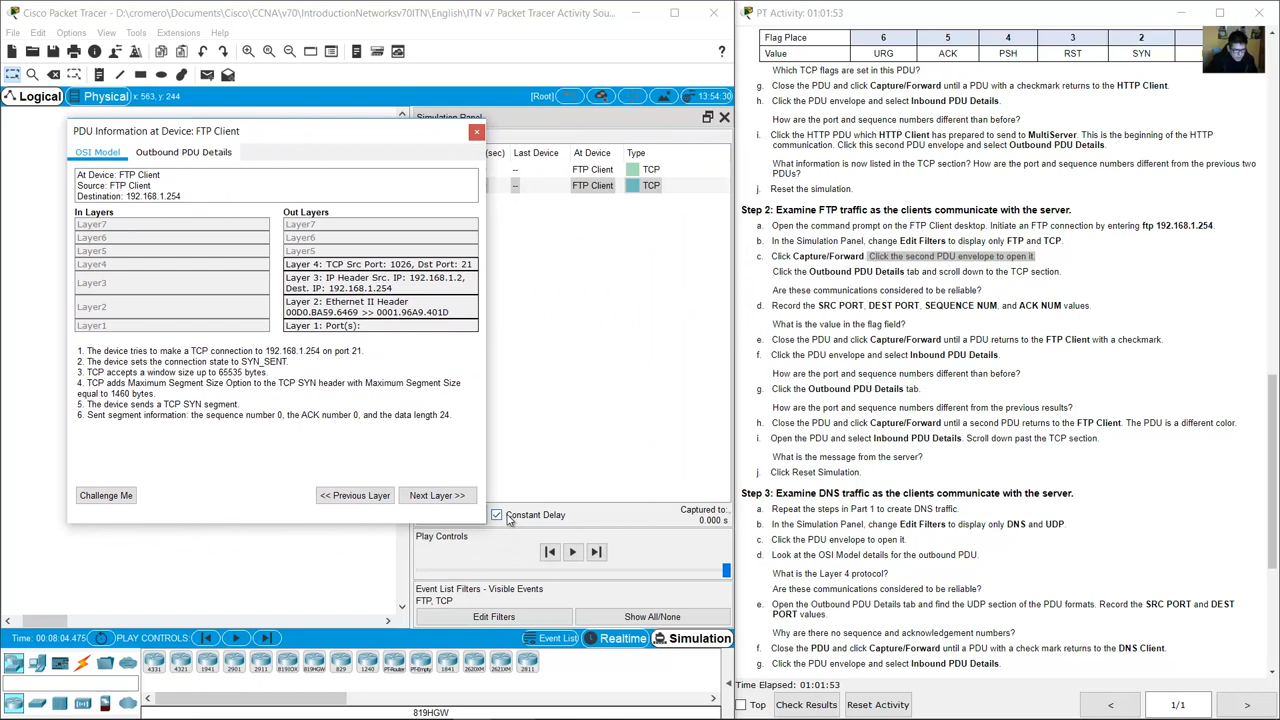 Cisco Packet Tracer - D:\cromero\Documents\Cisco\CCNA\v70\IntroductionNetworksv70ITN\English\ITN v7 Packet Tracer Activity Sou...
File Edit Options View Tools Extensions Help
Logical Physical x: 563, y: 244 [Root] 13:54:30
Simulation Panel
(sec) Last Device At Device Type
-- FTP Client TCP
-- FTP Client TCP
PDU Information at Device: FTP Client
OSI Model Outbound PDU Details
At Device: FTP Client
Source: FTP Client
Destination: 192.168.1.254
In Layers Out Layers
Layer7 Layer7
Layer6 Layer6
Layer5 Layer5
Layer4 Layer 4: TCP Src Port: 1026, Dst Port: 21
Layer3 Layer 3: IP Header Src. IP: 192.168.1.2,
Dest. IP: 192.168.1.254
Layer2 Layer 2: Ethernet II Header
00D0.BA59.6469 >> 0001.96A9.401D
Layer1 Layer 1: Port(s):
1. The device tries to make a TCP connection to 192.168.1.254 on port 21.
2. The device sets the connection state to SYN_SENT.
3. TCP accepts a window size up to 65535 bytes.
4. TCP adds Maximum Segment Size Option to the TCP SYN header with Maximum Segment Size
equal to 1460 bytes.
5. The device sends a TCP SYN segment.
6. Sent segment information: the sequence number 0, the ACK number 0, and the data length 24.
Challenge Me << Previous Layer Next Layer >>
Constant Delay Captured to:
0.000 s
Play Controls
Event List Filters - Visible Events
FTP, TCP
Edit Filters Show All/None
Time: 00:08:04.475 PLAY CONTROLS: Event List Realtime Simulation
4331 4321 1941 2901 2911 819IOX 819HGW 829 1240 PT-Router PT-Empty 1841 2620XM 2621XM 2811
819HGW
PT Activity: 01:01:53
Flag Place 6 5 4 3 2
Value URG ACK PSH RST SYN
Which TCP flags are set in this PDU?
g. Close the PDU and click Capture/Forward until a PDU with a checkmark returns to the HTTP Client.
h. Click the PDU envelope and select Inbound PDU Details.
How are the port and sequence numbers different than before?
i. Click the HTTP PDU which HTTP Client has prepared to send to MultiServer. This is the beginning of the HTTP
communication. Click this second PDU envelope and select Outbound PDU Details.
What information is now listed in the TCP section? How are the port and sequence numbers different from the previous two
PDUs?
j. Reset the simulation.
Step 2: Examine FTP traffic as the clients communicate with the server.
a. Open the command prompt on the FTP Client desktop. Initiate an FTP connection by entering ftp 192.168.1.254.
b. In the Simulation Panel, change Edit Filters to display only FTP and TCP.
c. Click Capture/Forward. Click the second PDU envelope to open it.
Click the Outbound PDU Details tab and scroll down to the TCP section.
Are these communications considered to be reliable?
d. Record the SRC PORT, DEST PORT, SEQUENCE NUM, and ACK NUM values.
What is the value in the flag field?
e. Close the PDU and click Capture/Forward until a PDU returns to the FTP Client with a checkmark.
f. Click the PDU envelope and select Inbound PDU Details.
How are the port and sequence numbers different than before?
g. Click the Outbound PDU Details tab.
How are the port and sequence numbers different from the previous results?
h. Close the PDU and click Capture/Forward until a second PDU returns to the FTP Client. The PDU is a different color.
i. Open the PDU and select Inbound PDU Details. Scroll down past the TCP section.
What is the message from the server?
j. Click Reset Simulation.
Step 3: Examine DNS traffic as the clients communicate with the server.
a. Repeat the steps in Part 1 to create DNS traffic.
b. In the Simulation Panel, change Edit Filters to display only DNS and UDP.
c. Click the PDU envelope to open it.
d. Look at the OSI Model details for the outbound PDU.
What is the Layer 4 protocol?
Are these communications considered to be reliable?
e. Open the Outbound PDU Details tab and find the UDP section of the PDU formats. Record the SRC PORT and DEST
PORT values.
Why are there no sequence and acknowledgement numbers?
f. Close the PDU and click Capture/Forward until a PDU with a check mark returns to the DNS Client.
g. Click the PDU envelope and select Inbound PDU Details.
Time Elapsed: 01:01:53
Top Check Results Reset Activity < 1/1 >